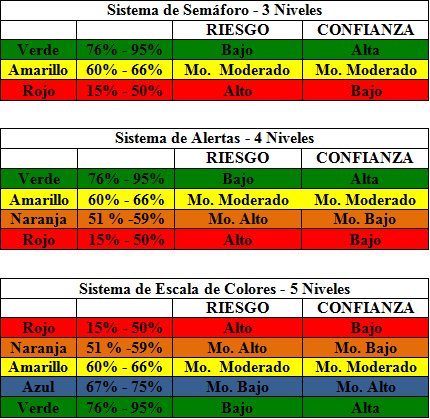 Sistema de Semáforo - 3 Niveles
RIESGO CONFIANZA
Verde 76% - 95% Bajo Alta
Amarillo 60% - 66% Mo. Moderado Mo. Moderado
Rojo 15% - 50% Alto Bajo
Sistema de Alertas - 4 Niveles
RIESGO CONFIANZA
Verde 76% - 95% Bajo Alta
Amarillo 60% - 66% Mo. Moderado Mo. Moderado
Naranja 51 % -59% Mo. Alto Mo. Bajo
Rojo 15% - 50% Alto Bajo
Sistema de Escala de Colores - 5 Niveles
RIESGO CONFIANZA
Rojo 15% - 50% Alto Bajo
Naranja 51 % -59% Mo. Alto Mo. Bajo
Amarillo 60% - 66% Mo. Moderado Mo. Moderado
Azul 67% - 75% Mo. Bajo Mo. Alto
Verde 76% - 95% Bajo Alta